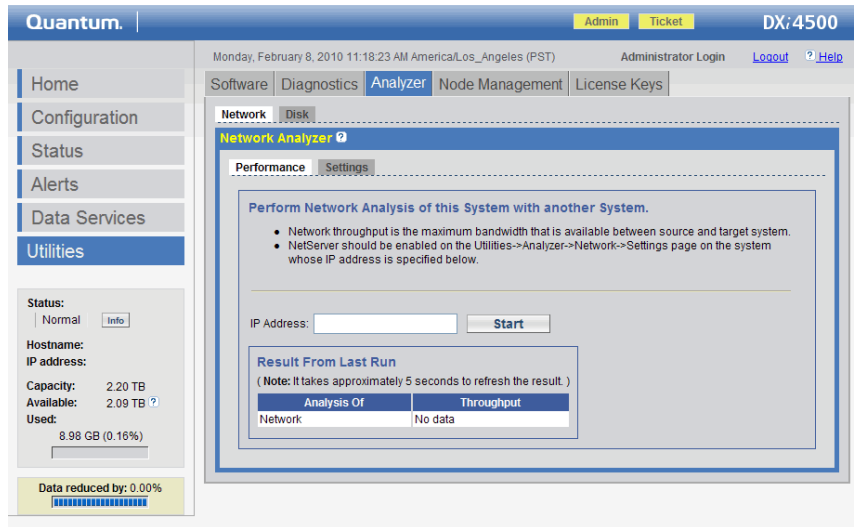 Quantum.
Admin
Ticket
DXi4500
Monday, February 8, 2010 11:18:23 AM America/Los_Angeles (PST)
Administrator Login
Logout
? Help
Home
Configuration
Status
Alerts
Data Services
Utilities
Software
Diagnostics
Analyzer
Node Management
License Keys
Network
Disk
Network Analyzer ?
Performance
Settings
Perform Network Analysis of this System with another System.
• Network throughput is the maximum bandwidth that is available between source and target system.
• NetServer should be enabled on the Utilities->Analyzer->Network->Settings page on the system
whose IP address is specified below.
IP Address:
Start
Result From Last Run
( Note: It takes approximately 5 seconds to refresh the result. )
Analysis Of Throughput
Network No data
Status:
Normal Info
Hostname:
IP address:
Capacity: 2.20 TB
Available: 2.09 TB ?
Used:
8.98 GB (0.16%)
Data reduced by: 0.00%